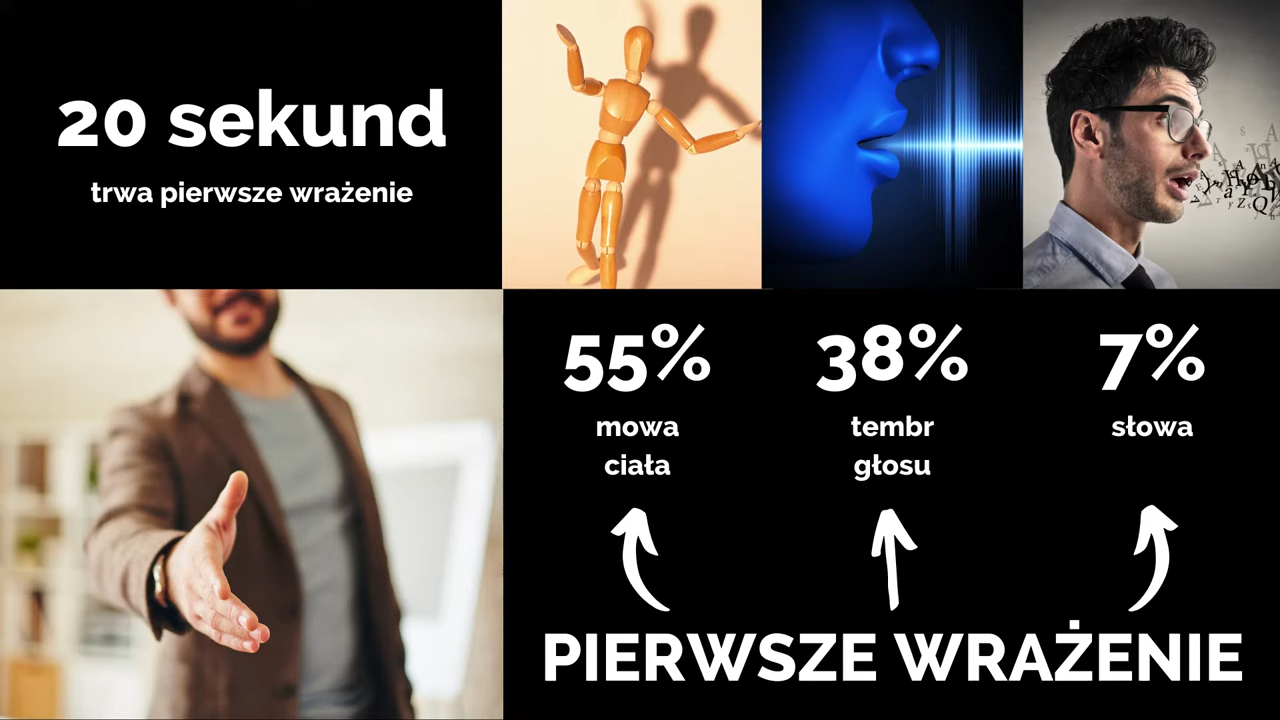 20 sekund
trwa pierwsze wrażenie
55%
mowa
ciała
38%
tembr
głosu
7%
słowa
PIERWSZE WRAŻENIE